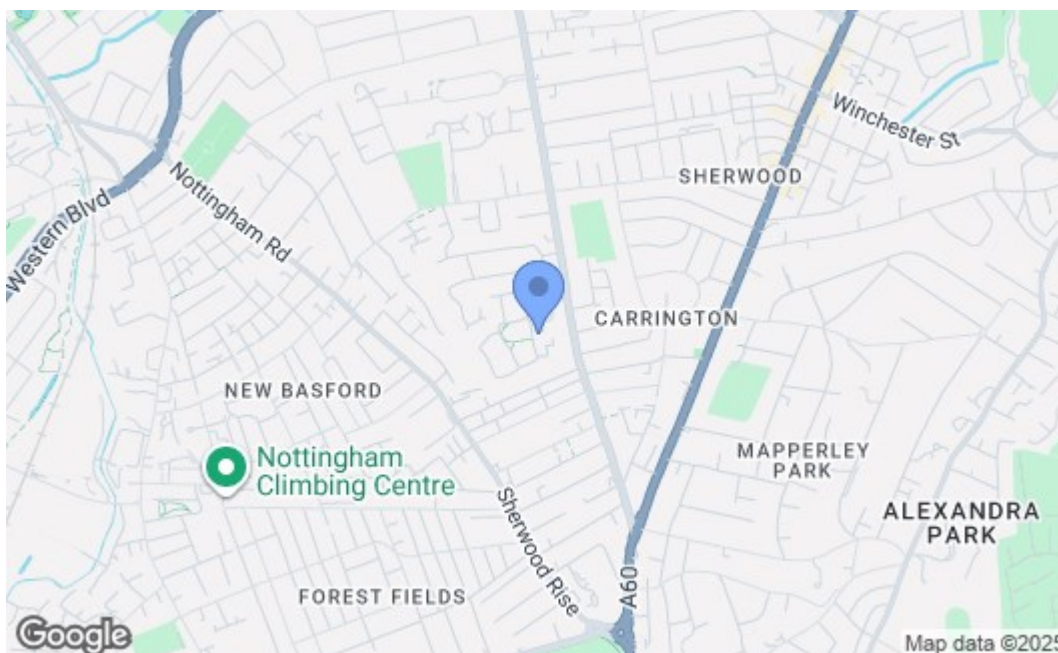 Winchester St
SHERWOOD
Nottingham Rd
Western Blvd
CARRINGTON
NEW BASFORD
Nottingham
Climbing Centre
MAPPERLEY
PARK
Sherwood Rise
ALEXANDRA
PARK
A60
FOREST FIELDS
Google
Map data ©2025